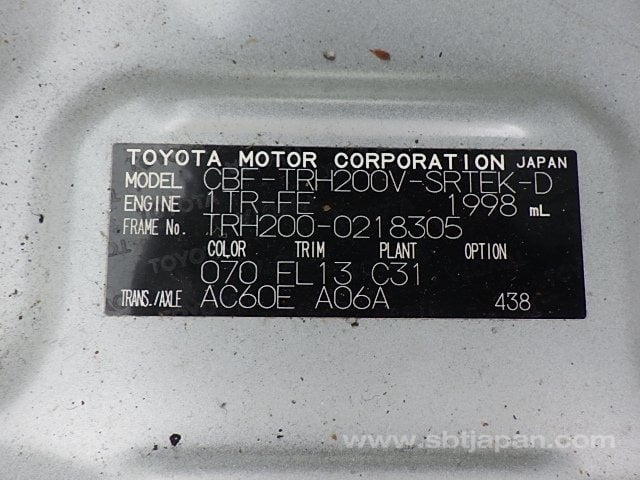 TOYOTA MOTOR CORPORATION JAPAN
MODEL CBF-TRH200V-SRTEK-D
ENGINE 1TR-FE 1998 mL
FRAME No. TRH200-0218305
COLOR TRIM PLANT OPTION
070 FL13 C31
TRANS./AXLE AC60E A06A 438
www.sbtjapan.com